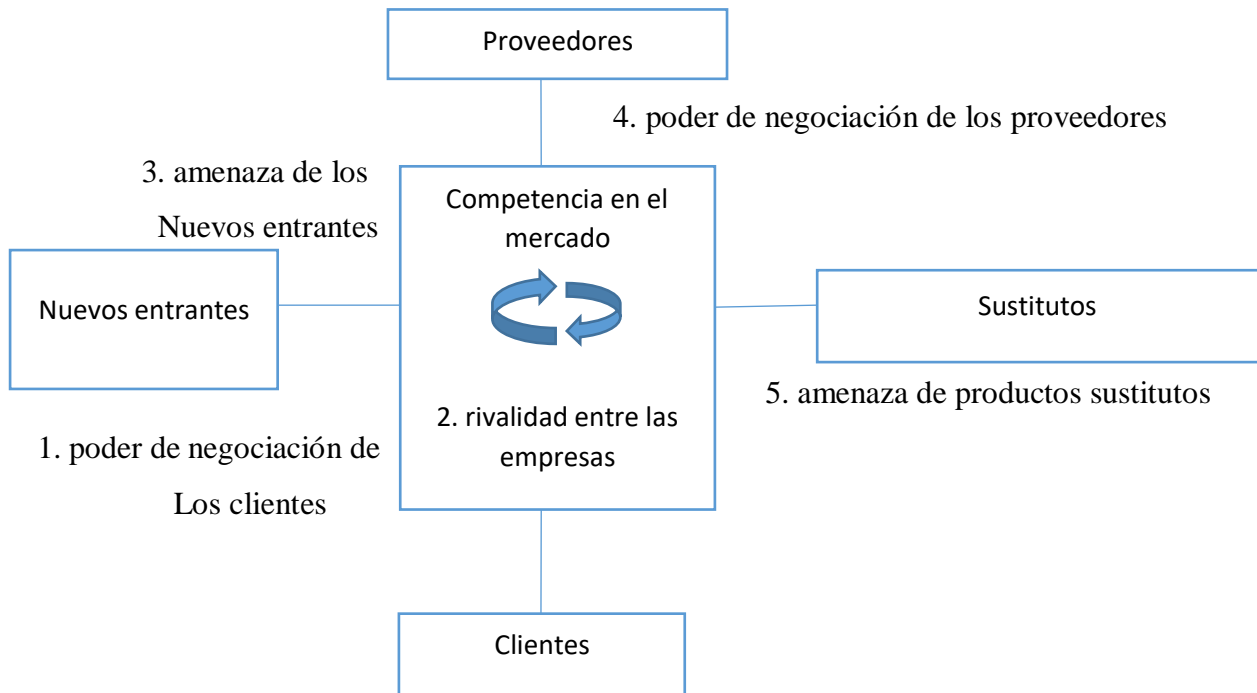 Proveedores
4. poder de negociación de los proveedores
3. amenaza de los
Nuevos entrantes
Competencia en el
mercado
Nuevos entrantes
Sustitutos
5. amenaza de productos sustitutos
2. rivalidad entre las
empresas
1. poder de negociación de
Los clientes
Clientes